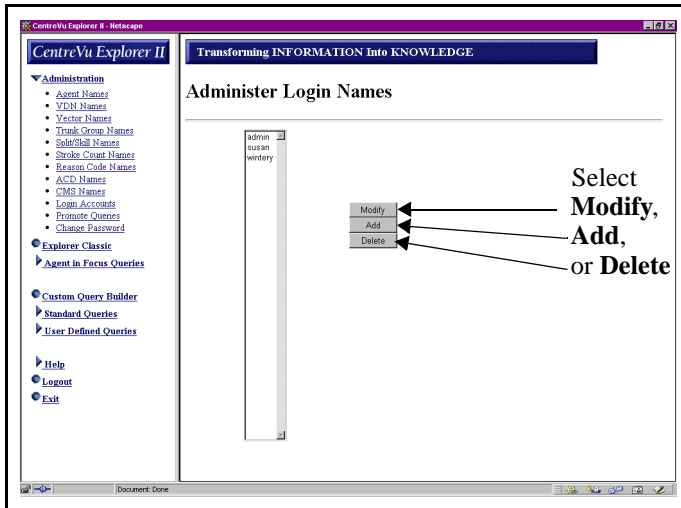 CentreVu Explorer II - Netscape
CentreVu Explorer II
Administration
Agent Names
VDN Names
Vector Names
Trunk Group Names
Split/Skill Names
Stroke Count Names
Reason Code Names
ACD Names
CMS Names
Login Accounts
Promote Queries
Change Password
Explorer Classic
Agent in Focus Queries
Custom Query Builder
Standard Queries
User Defined Queries
Help
Logout
Exit
Transforming INFORMATION Into KNOWLEDGE
Administer Login Names
admin
susan
wintery
Modify
Add
Delete
Select
Modify,
Add,
or Delete
Document: Done